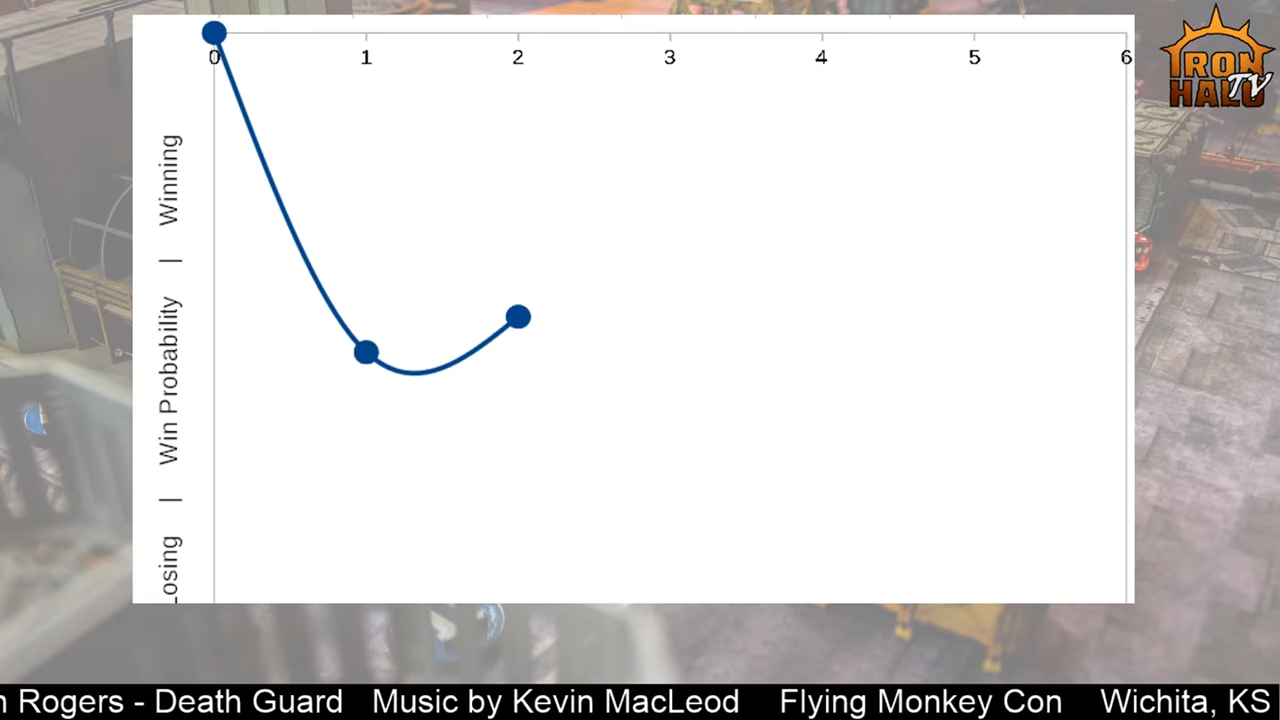 IRON
HALO
TV
0 1 2 3 4 5 6
Losing | Win Probability | Winning
Rogers - Death Guard Music by Kevin MacLeod Flying Monkey Con Wichita, KS